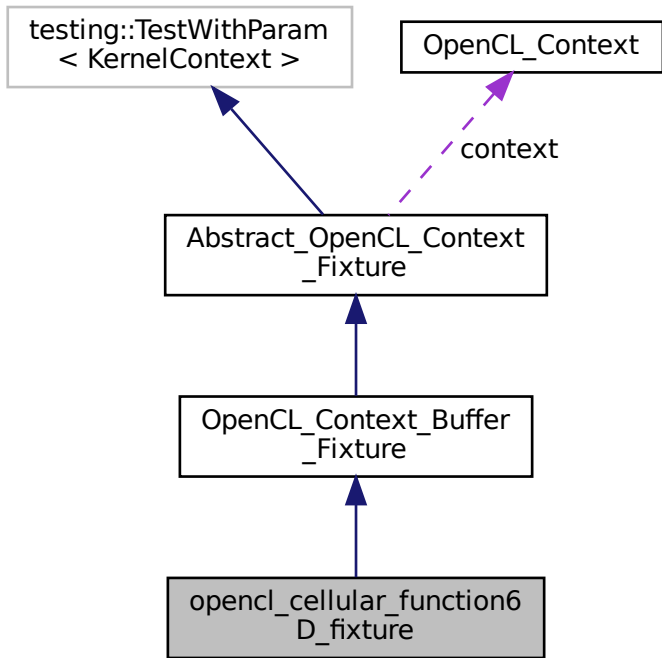 testing::TestWithParam
< KernelContext >
OpenCL_Context
context
Abstract_OpenCL_Context
_Fixture
OpenCL_Context_Buffer
_Fixture
opencl_cellular_function6
D_fixture